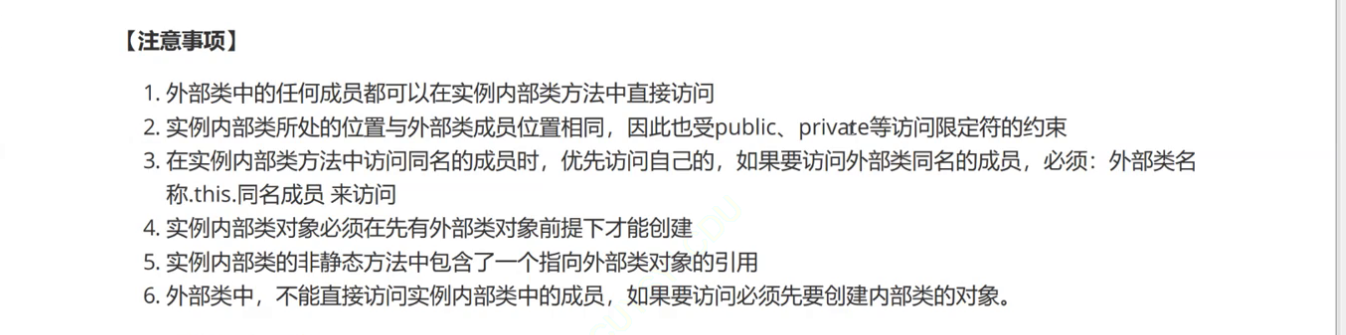 【注意事项】
1. 外部类中的任何成员都可以在实例内部类方法中直接访问
2. 实例内部类所处的位置与外部类成员位置相同，因此也受public、private等访问限定符的约束
3. 在实例内部类方法中访问同名的成员时，优先访问自己的，如果要访问外部类同名的成员，必须：外部类名
称.this.同名成员 来访问
4. 实例内部类对象必须在先有外部类对象前提下才能创建
5. 实例内部类的非静态方法中包含了一个指向外部类对象的引用
6. 外部类中，不能直接访问实例内部类中的成员，如果要访问必须先要创建内部类的对象。